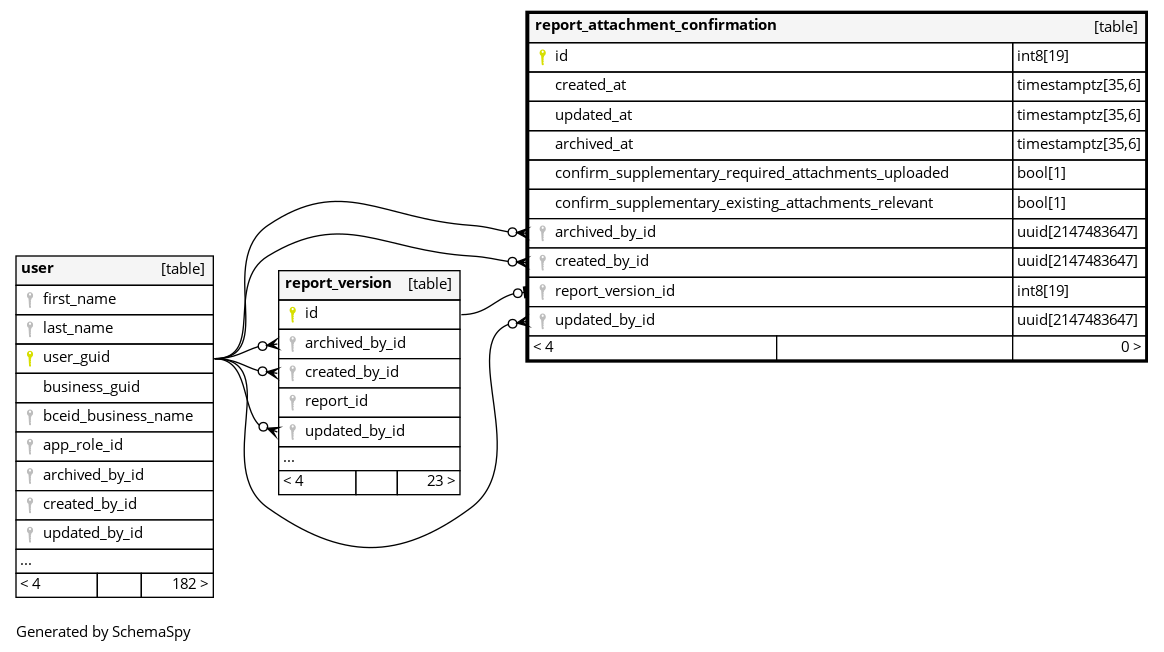 report_attachment_confirmation [table]
id int8[19]
created_at timestamptz[35,6]
updated_at timestamptz[35,6]
archived_at timestamptz[35,6]
confirm_supplementary_required_attachments_uploaded bool[1]
confirm_supplementary_existing_attachments_relevant bool[1]
archived_by_id uuid[2147483647]
created_by_id uuid[2147483647]
report_version_id int8[19]
updated_by_id uuid[2147483647]
< 4 0 >
user [table]
first_name
last_name
user_guid
business_guid
bceid_business_name
app_role_id
archived_by_id
created_by_id
updated_by_id
...
< 4 182 >
report_version [table]
id
archived_by_id
created_by_id
report_id
updated_by_id
...
< 4 23 >
Generated by SchemaSpy